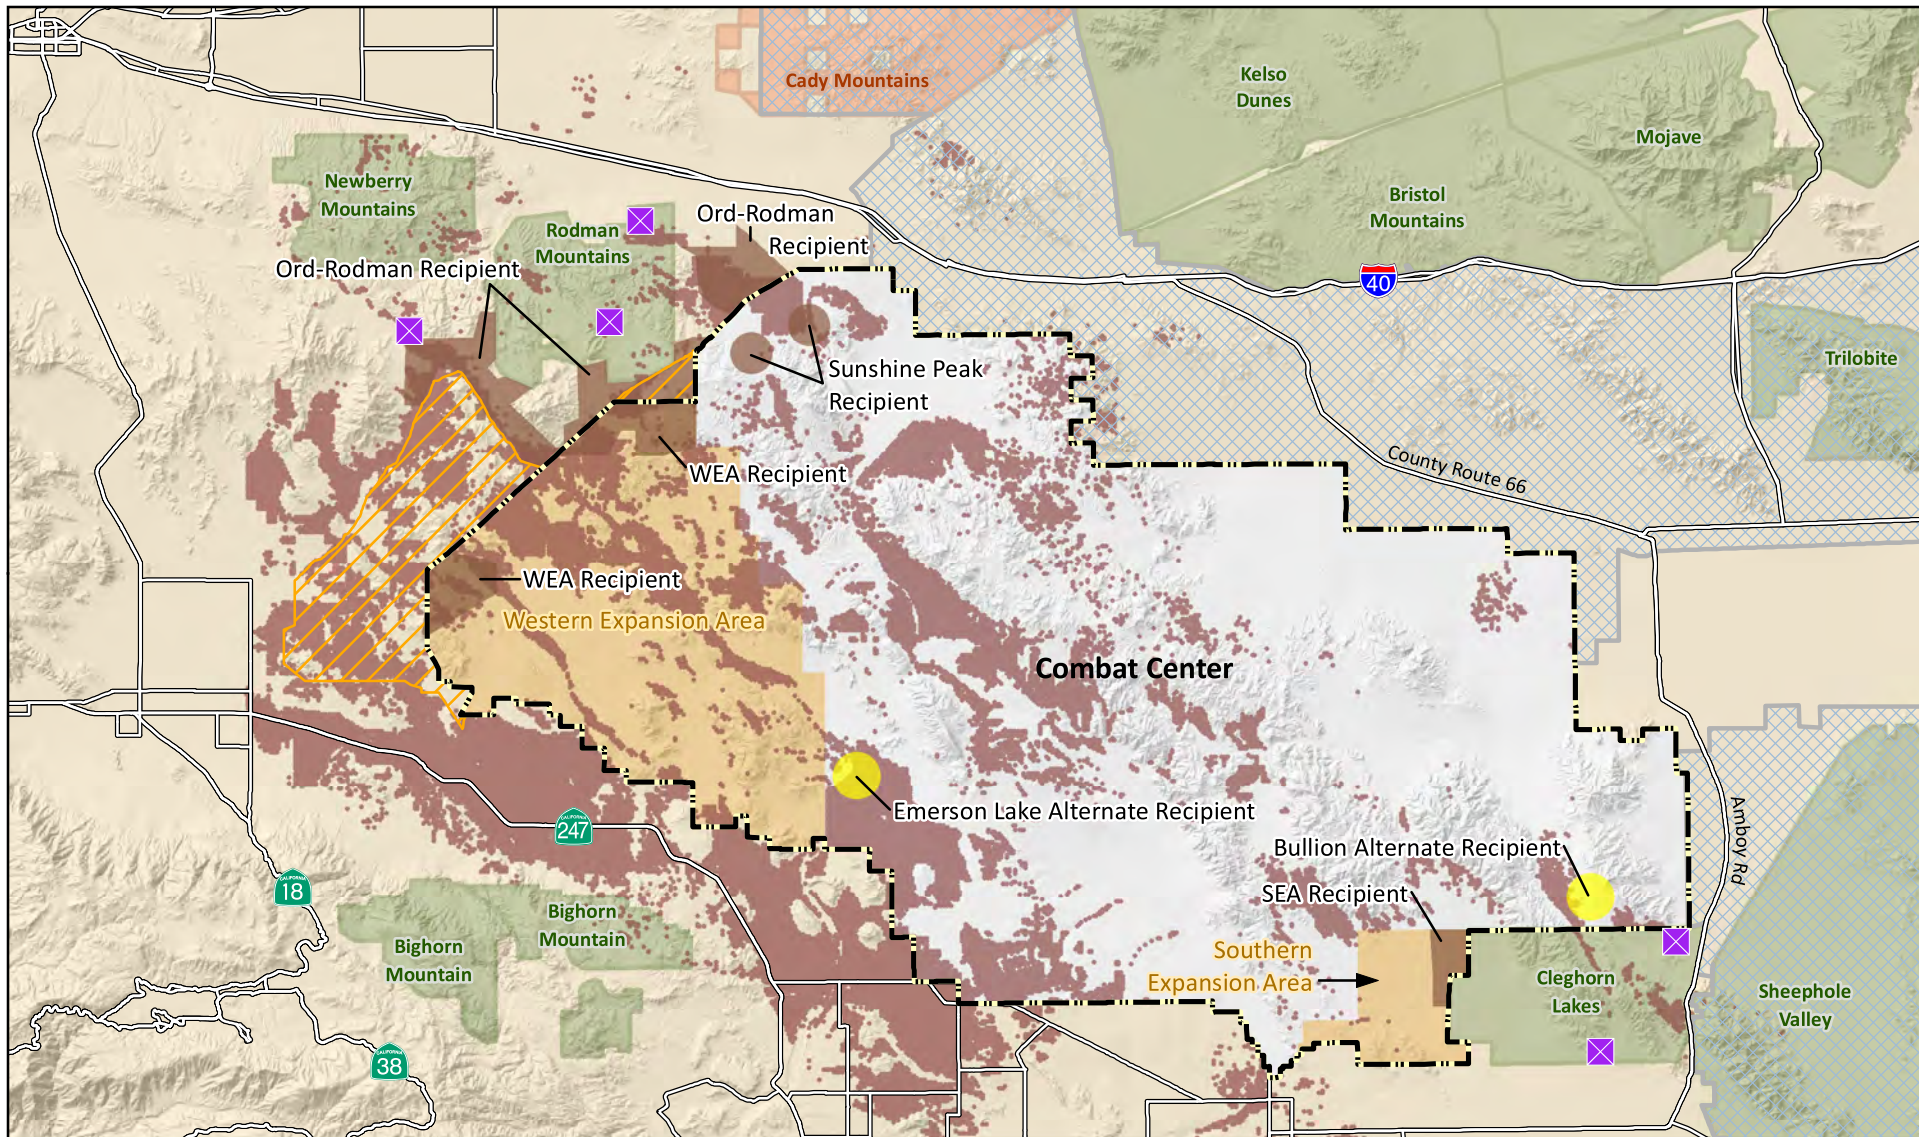 Cady Mountains
Kelso
Dunes
Mojave
Newberry
Mountains
Bristol
Mountains
Ord-Rodman
Recipient
Rodman
Mountains
Ord-Rodman Recipient
40
Sunshine Peak
Recipient
Trilobite
WEA Recipient
County Route 66
WEA Recipient
Western Expansion Area
Combat Center
Emerson Lake Alternate Recipient
CALIFORNIA
247
Bullion Alternate Recipient
Amboy Rd
CALIFORNIA
18
SEA Recipient
Bighorn
Mountain
Bighorn
Mountain
Southern
Expansion Area
Cleghorn
Lakes
Sheephole
Valley
CALIFORNIA
38